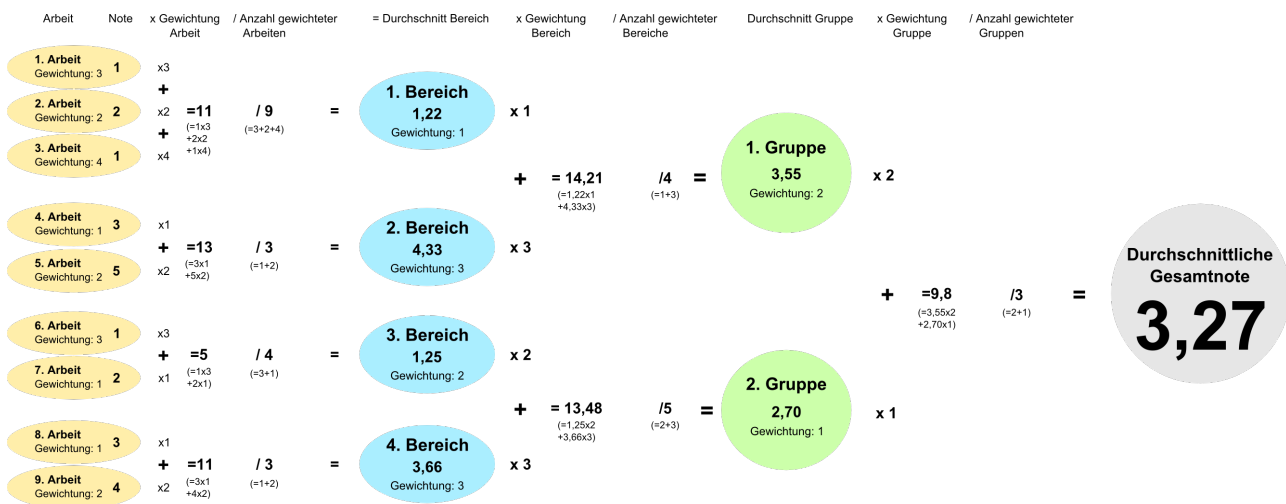 Arbeit Note x Gewichtung / Anzahl gewichteter = Durchschnitt Bereich x Gewichtung / Anzahl gewichteter Durchschnitt Gruppe x Gewichtung / Anzahl gewichteter
Arbeit Arbeiten Bereich Bereiche Gruppe Gruppen
1. Arbeit
Gewichtung: 3 1 x3
+
2. Arbeit
Gewichtung: 2 2 x2 =11 / 9 =
(=1x3 (=3+2+4)
+2x2
+1x4)
+
3. Arbeit
Gewichtung: 4 1 x4
1. Bereich
1,22 x 1
Gewichtung: 1
4. Arbeit
Gewichtung: 1 3 x1
+ =13 / 3 =
(=3x1 (=1+2)
+5x2)
5. Arbeit
Gewichtung: 2 5 x2
2. Bereich
4,33 x 3
Gewichtung: 3
+ = 14,21 /4 =
(=1,22x1 (=1+3)
+4,33x3)
1. Gruppe
3,55 x 2
Gewichtung: 2
6. Arbeit
Gewichtung: 3 1 x3
+ =5 / 4 =
(=1x3 (=3+1)
+2x1)
7. Arbeit
Gewichtung: 1 2 x1
3. Bereich
1,25 x 2
Gewichtung: 2
8. Arbeit
Gewichtung: 1 3 x1
+ =11 / 3 =
(=3x1 (=1+2)
+4x2)
9. Arbeit
Gewichtung: 2 4 x2
4. Bereich
3,66 x 3
Gewichtung: 3
+ = 13,48 /5 =
(=1,25x2 (=2+3)
+3,66x3)
2. Gruppe
2,70 x 1
Gewichtung: 1
+ =9,8 /3 =
(=3,55x2 (=2+1)
+2,70x1)
Durchschnittliche
Gesamtnote
3,27